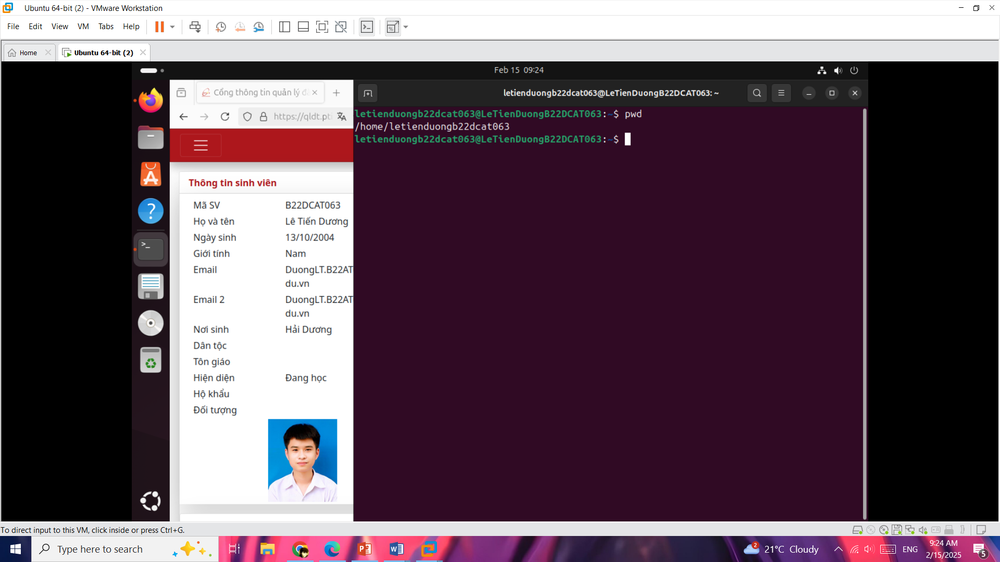 Ubuntu 64-bit (2) - VMware Workstation
File Edit View VM Tabs Help
Home
Ubuntu 64-bit (2)
Feb 15 09:24
Cổng thông tin quản lý đà
https://qldt.pti
letienduongb22dcat063@LeTienDuongB22DCAT063: ~
letienduongb22dcat063@LeTienDuongB22DCAT063:~$ pwd
/home/letienduongb22dcat063
letienduongb22dcat063@LeTienDuongB22DCAT063:~$
Thông tin sinh viên
Mã SV B22DCAT063
Họ và tên Lê Tiến Dương
Ngày sinh 13/10/2004
Giới tính Nam
Email DuongLT.B22AT
du.vn
Email 2 DuongLT.B22AT
du.vn
Nơi sinh Hải Dương
Dân tộc
Tôn giáo
Hiện diện Đang học
Hộ khẩu
Đối tượng
To direct input to this VM, click inside or press Ctrl+G.
Type here to search
2
21°C Cloudy
ENG
9:24 AM
2/15/2025
5